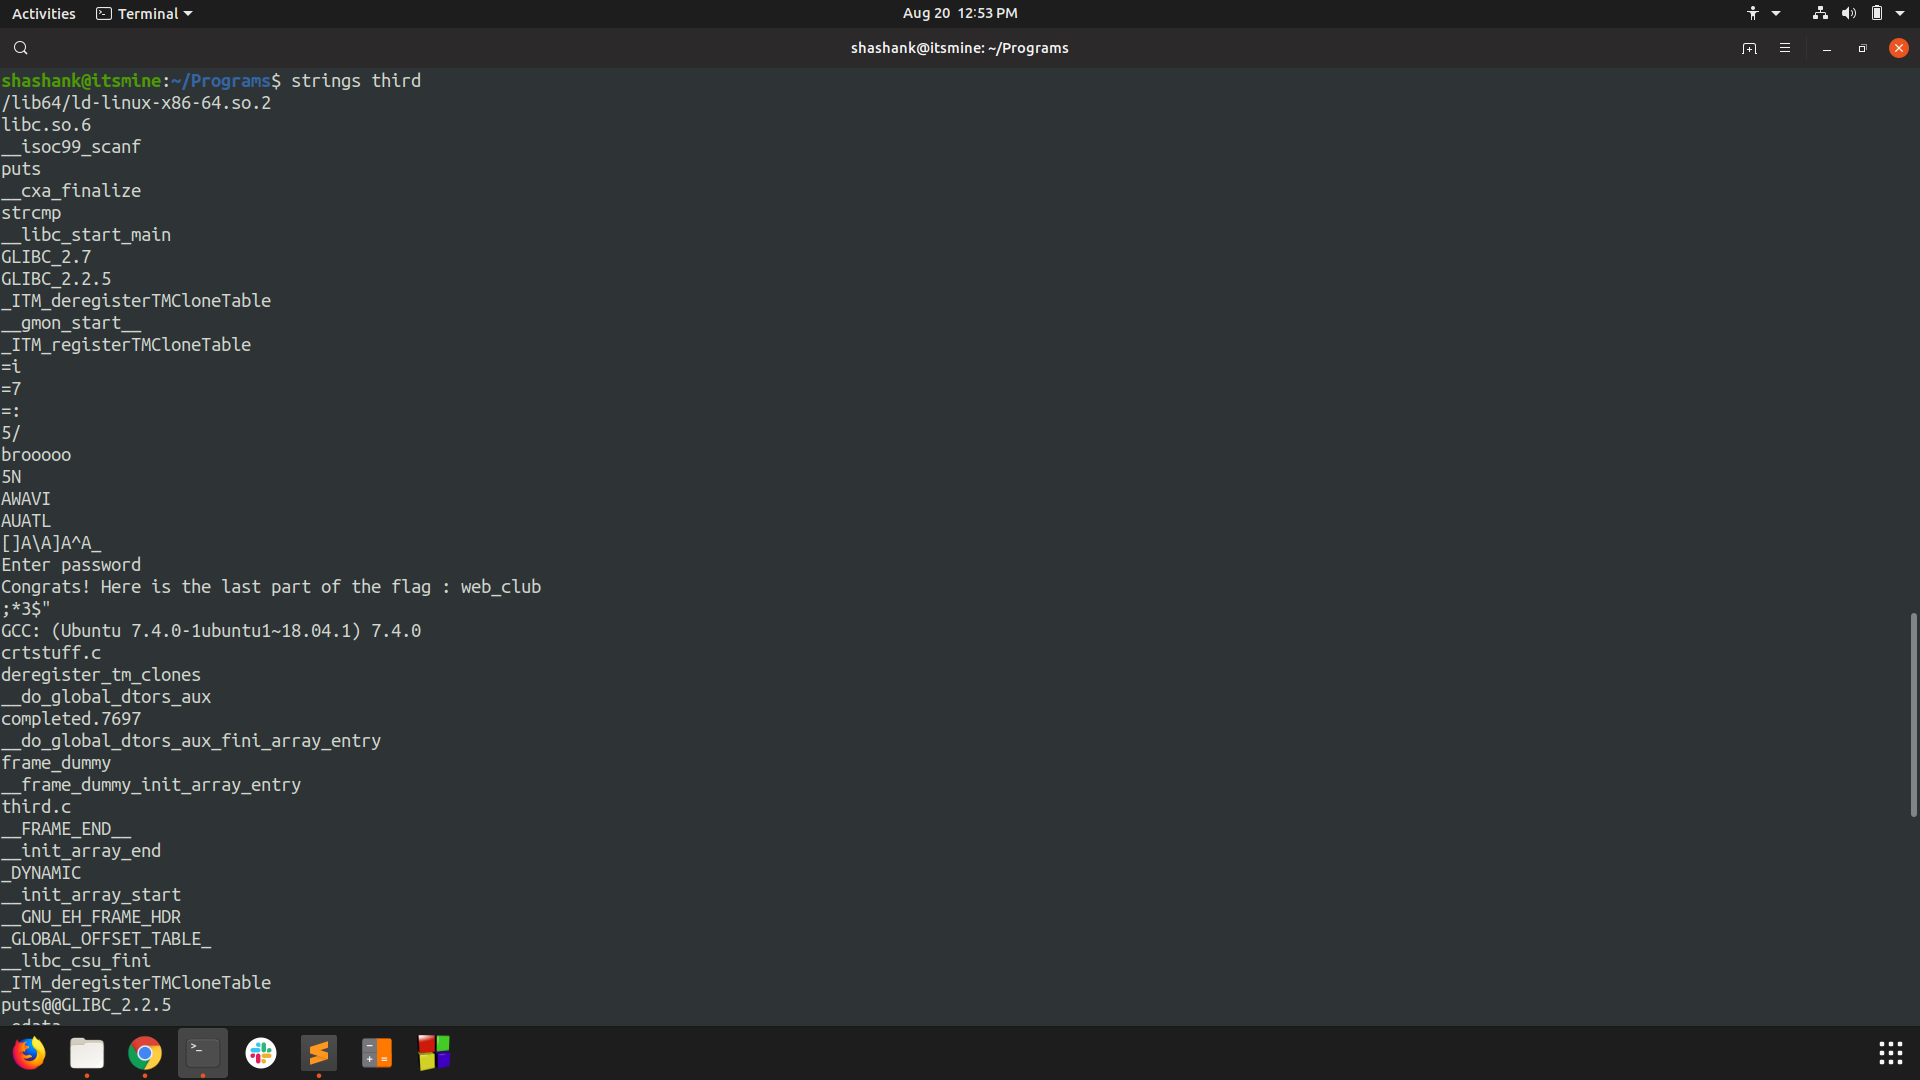 Activities Terminal Aug 20 12:53 PM
shashank@itsmine: ~/Programs
shashank@itsmine:~/Programs$ strings third
/lib64/ld-linux-x86-64.so.2
libc.so.6
__isoc99_scanf
puts
__cxa_finalize
strcmp
__libc_start_main
GLIBC_2.7
GLIBC_2.2.5
_ITM_deregisterTMCloneTable
__gmon_start__
_ITM_registerTMCloneTable
=i
=7
=:
5/
brooooo
5N
AWAVI
AUATL
[]A\A]A^A_
Enter password
Congrats! Here is the last part of the flag : web_club
;*3$"
GCC: (Ubuntu 7.4.0-1ubuntu1~18.04.1) 7.4.0
crtstuff.c
deregister_tm_clones
__do_global_dtors_aux
completed.7697
__do_global_dtors_aux_fini_array_entry
frame_dummy
__frame_dummy_init_array_entry
third.c
__FRAME_END__
__init_array_end
_DYNAMIC
__init_array_start
__GNU_EH_FRAME_HDR
_GLOBAL_OFFSET_TABLE_
__libc_csu_fini
_ITM_deregisterTMCloneTable
puts@@GLIBC_2.2.5